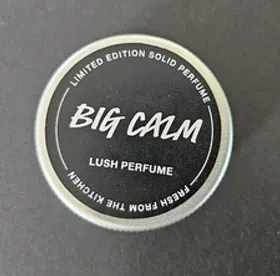 LIMITED EDITION SOLID PERFUME
BIG CALM
LUSH PERFUME
FRESH FROM THE KITCHEN